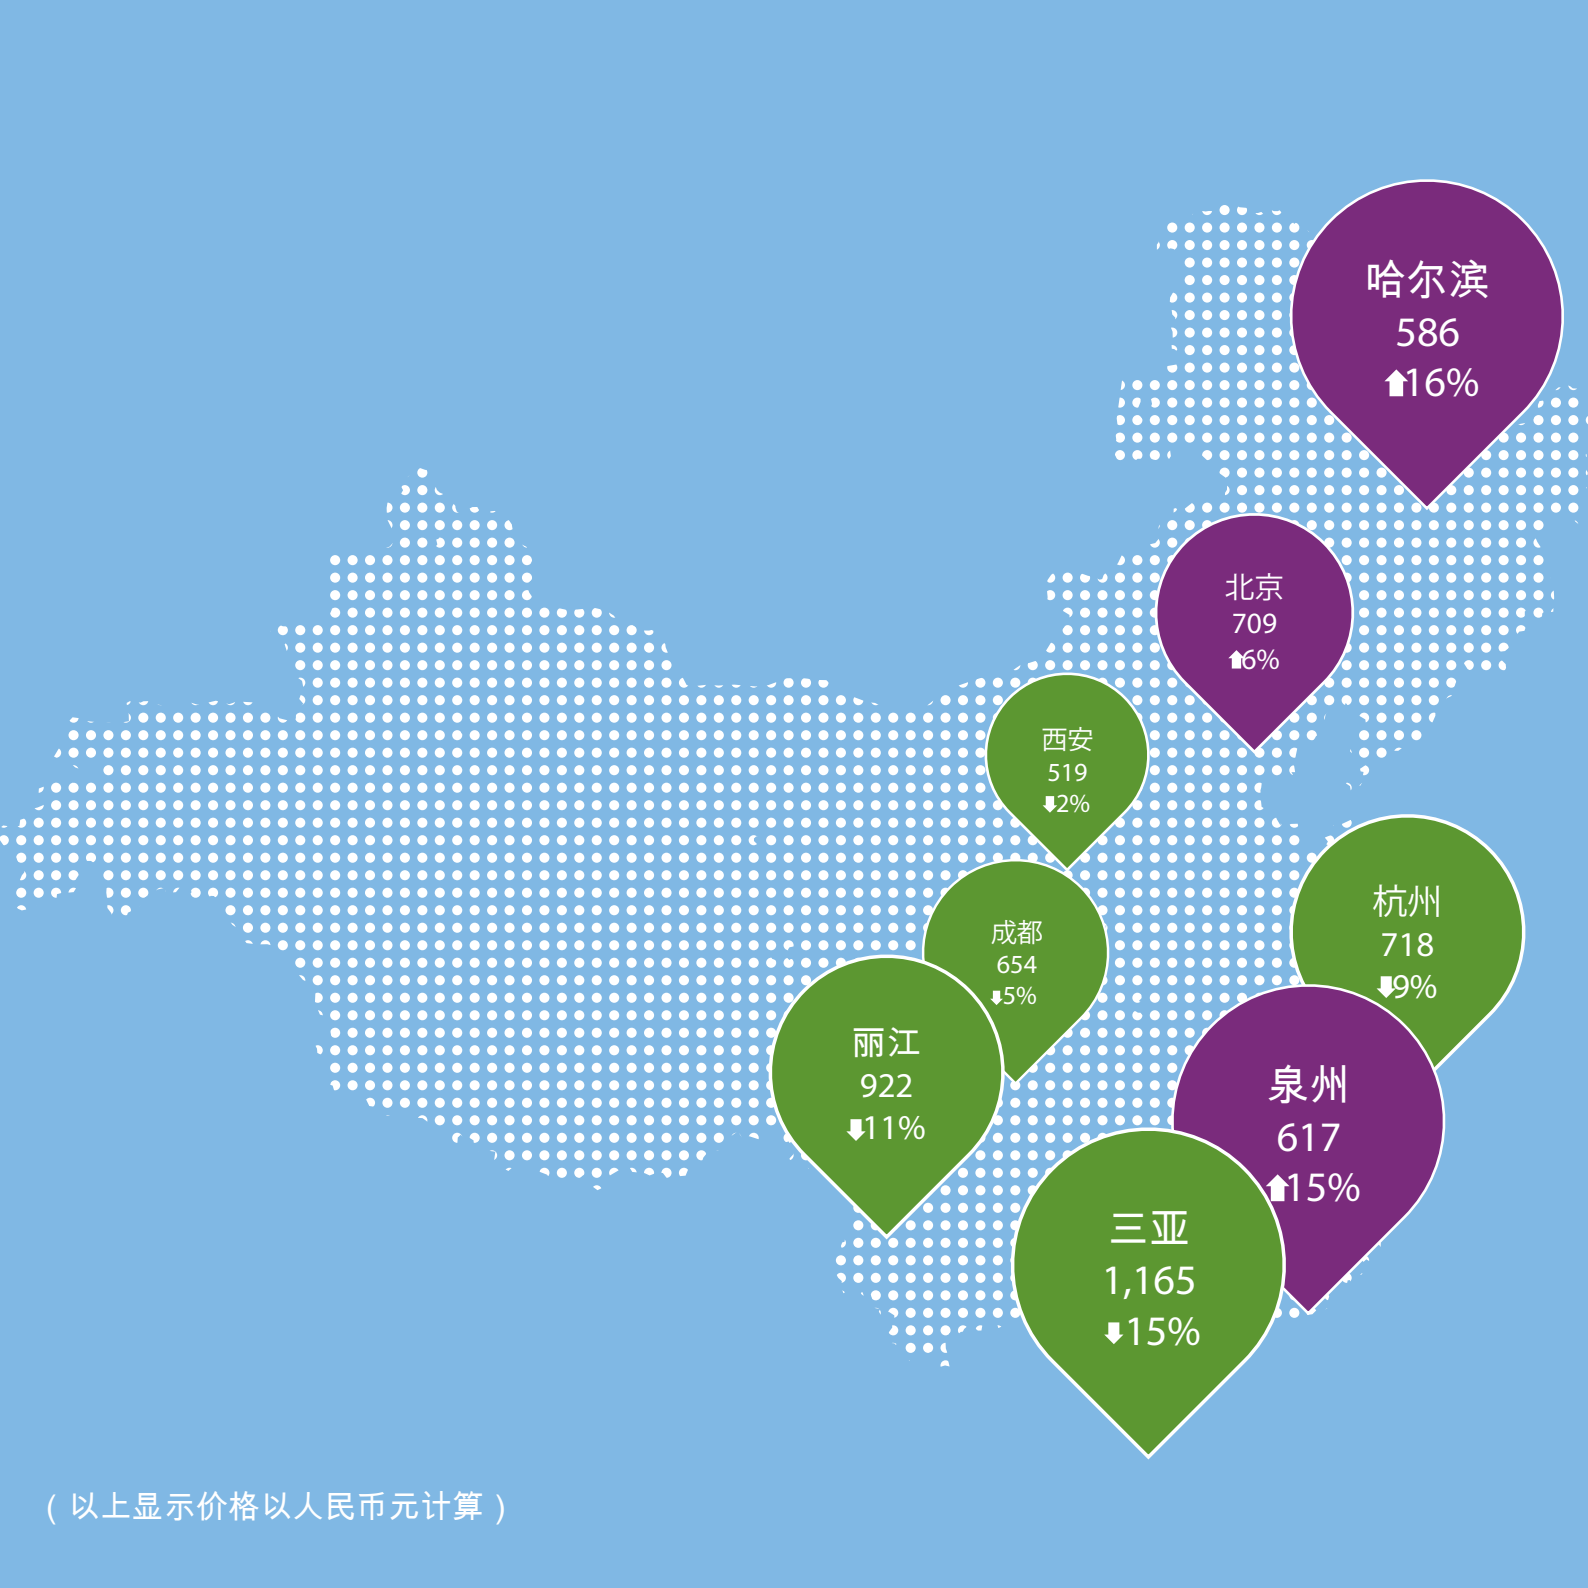 哈尔滨
586
⬆16%
北京
709
⬆6%
西安
519
⬇2%
杭州
718
⬇9%
成都
654
⬇5%
丽江
922
⬇11%
泉州
617
⬆15%
三亚
1,165
⬇15%
( 以上显示价格以人民币元计算 )